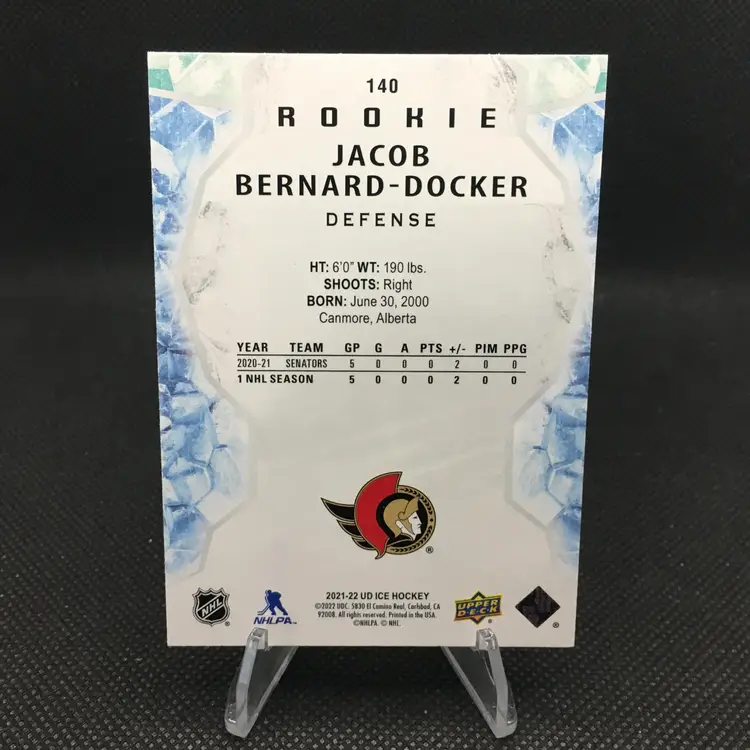 140
ROOKIE
JACOB
BERNARD-DOCKER
DEFENSE
HT: 6'0" WT: 190 lbs.
SHOOTS: Right
BORN: June 30, 2000
Canmore, Alberta
YEAR TEAM GP G A PTS +/- PIM PPG
2020-21 SENATORS 5 0 0 0 2 0 0
1 NHL SEASON 5 0 0 0 2 0 0
®
2021-22 UD ICE HOCKEY
©2022 UDC. 5830 El Camino Real, Carlsbad, CA
92008. All rights reserved. Printed in the USA.
©NHLPA. © NHL.
NHL
NHLPA™
UPPER
DECK
®
®